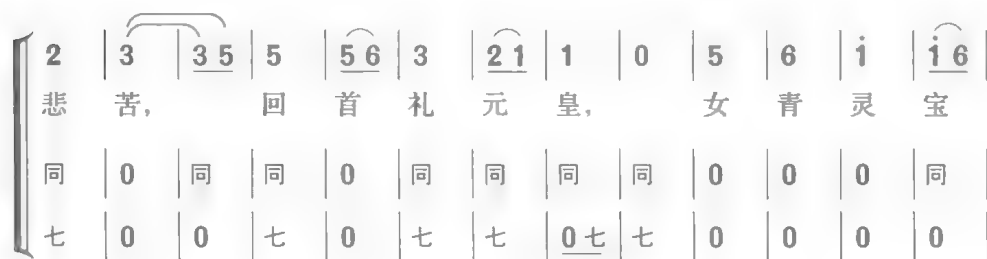 2 | 3 | 3 5 | 5 | 5 6 | 3 | 2 1 | 1 | 0 | 5 | 6 | i | i 6 |
悲 苦, 回 首 礼 元 皇, 女 青 灵 宝
同 | 0 | 同 | 同 | 0 | 同 | 同 | 同 | 同 | 0 | 0 | 0 | 同
七 | 0 | 0 | 七 | 0 | 七 | 七 | 0 七 | 七 | 0 | 0 | 0 | 0